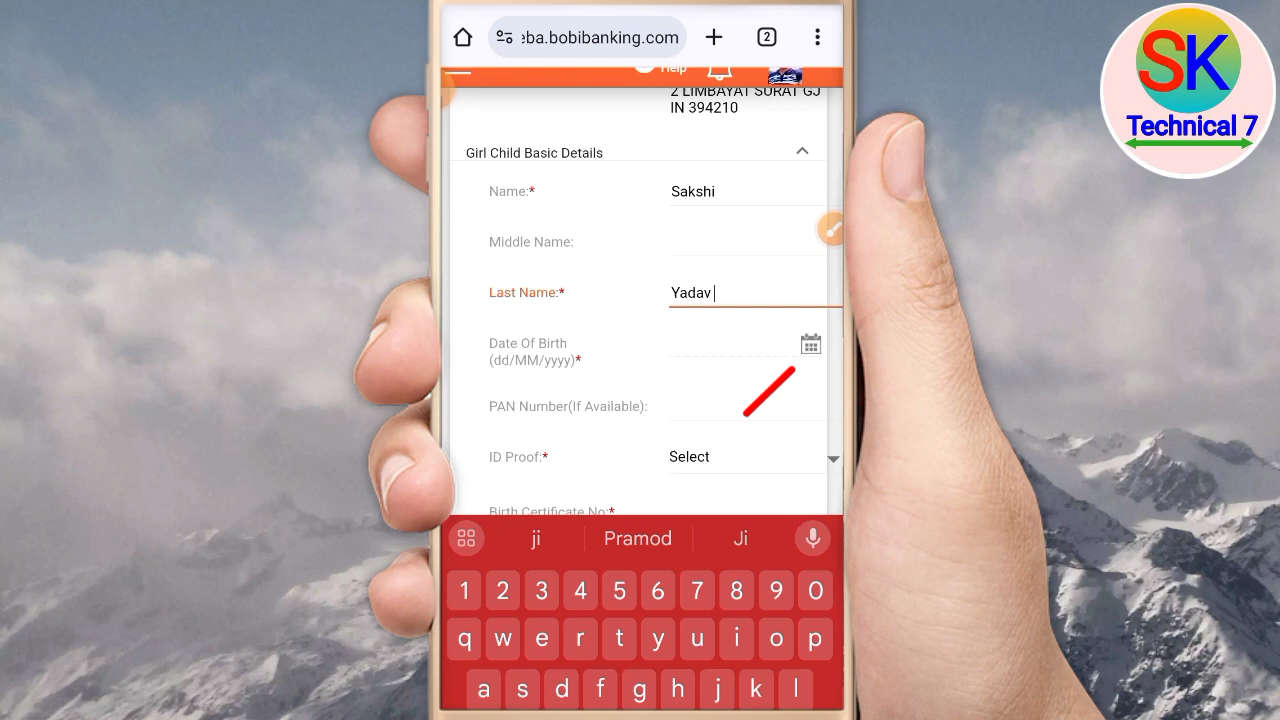 :ba.bobibanking.com
2
Help
2 LIMBAYAT SURAT GJ
IN 394210
Girl Child Basic Details
Name:* Sakshi
Middle Name:
Last Name:* Yadav
Date Of Birth
(dd/MM/yyyy)*
PAN Number(If Available):
ID Proof:* Select
Birth Certificate No:*
ji Pramod Ji
1 2 3 4 5 6 7 8 9 0
q w e r t y u i o p
a s d f g h j k l
SK
Technical 7